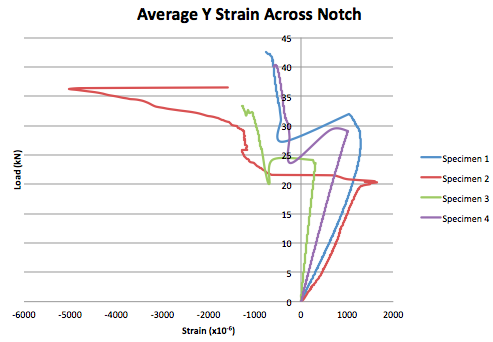 Average Y Strain Across Notch
45
40
35
30
25
20
15
10
5
0
Load (kN)
-6000 -5000 -4000 -3000 -2000 -1000 0 1000 2000
Strain (x10⁻⁶)
Specimen 1
Specimen 2
Specimen 3
Specimen 4